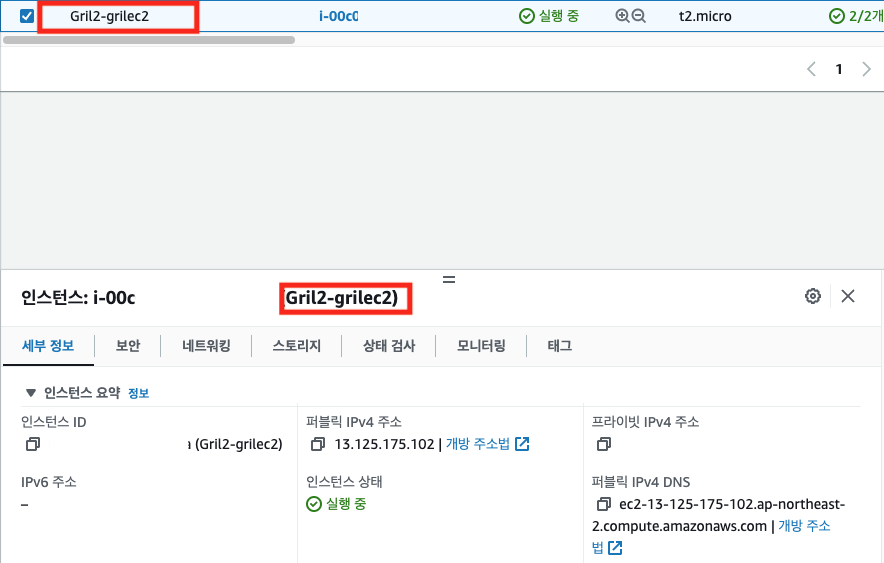 Gril2-grilec2 i-00c0 실행 중 t2.micro 2/2개
1
인스턴스: i-00c Gril2-grilec2)
세부 정보 보안 네트워킹 스토리지 상태 검사 모니터링 태그
▼ 인스턴스 요약 정보
인스턴스 ID
(Gril2-grilec2)
퍼블릭 IPv4 주소
13.125.175.102 | 개방 주소법
프라이빗 IPv4 주소
IPv6 주소
–
인스턴스 상태
실행 중
퍼블릭 IPv4 DNS
ec2-13-125-175-102.ap-northeast-
2.compute.amazonaws.com | 개방 주소
법